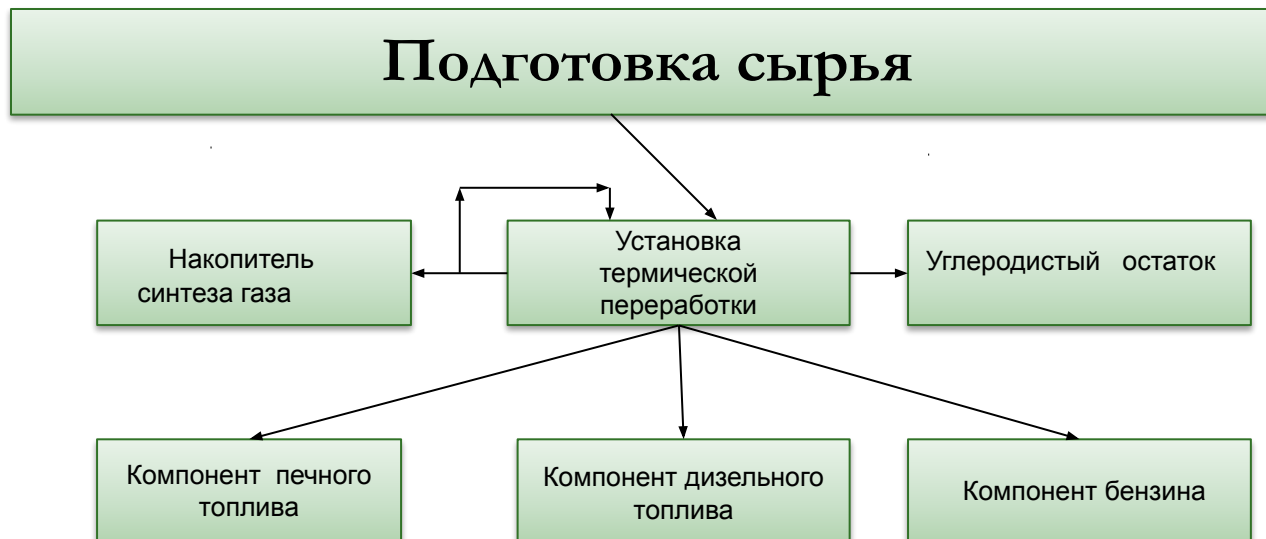 Подготовка сырья
Накопитель
синтеза газа
Установка
термической
переработки
Углеродистый остаток
Компонент печного
топлива
Компонент дизельного
топлива
Компонент бензина